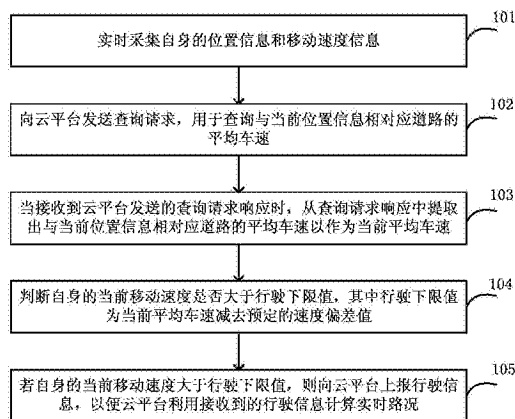 101
实时采集自身的位置信息和移动速度信息
102
向云平台发送查询请求，用于查询与当前位置信息相对应道路的
平均车速
103
当接收到云平台发送的查询请求响应时，从查询请求响应中提取
出与当前位置信息相对应道路的平均车速以作为当前平均车速
104
判断自身的当前移动速度是否大于行驶下限值，其中行驶下限值
为当前平均车速减去预定的速度偏差值
105
若自身的当前移动速度大于行驶下限值，则向云平台上报行驶信
息，以便云平台利用接收到的行驶信息计算实时路况